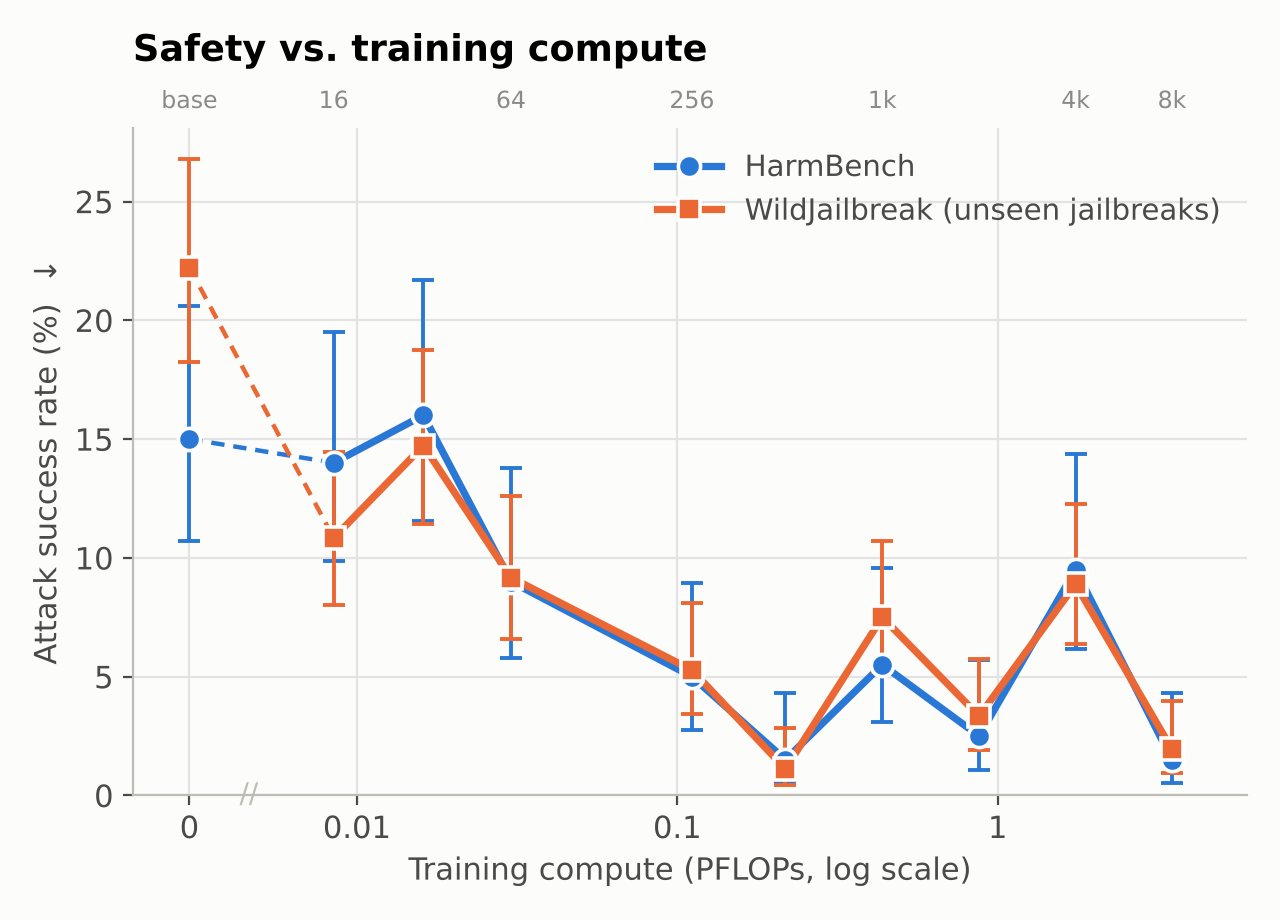 Safety vs. training compute
base 16 64 256 1k 4k 8k
HarmBench
WildJailbreak (unseen jailbreaks)
Attack success rate (%) ↓
25
20
15
10
5
0
0 0.01 0.1 1
Training compute (PFLOPs, log scale)